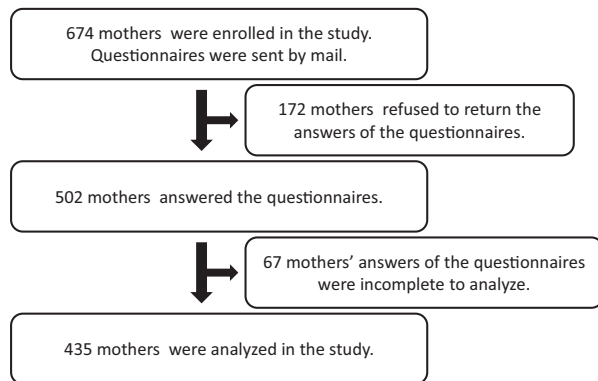 674 mothers were enrolled in the study.
Questionnaires were sent by mail.
172 mothers refused to return the
answers of the questionnaires.
502 mothers answered the questionnaires.
67 mothers’ answers of the questionnaires
were incomplete to analyze.
435 mothers were analyzed in the study.